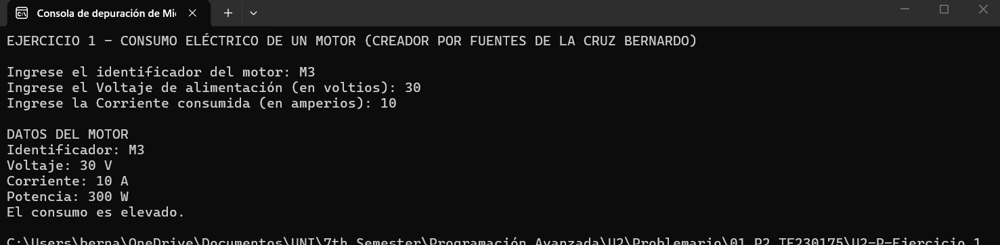 Consola de depuración de Mi
EJERCICIO 1 - CONSUMO ELÉCTRICO DE UN MOTOR (CREADOR POR FUENTES DE LA CRUZ BERNARDO)
Ingrese el identificador del motor: M3
Ingrese el Voltaje de alimentación (en voltios): 30
Ingrese la Corriente consumida (en amperios): 10
DATOS DEL MOTOR
Identificador: M3
Voltaje: 30 V
Corriente: 10 A
Potencia: 300 W
El consumo es elevado.
C:\Users\berna\OneDrive\Documentos\UNI\7th Semester\Programación Avanzada\U2\Problemario\01_P2_TE230175\U2-P-Ejercicio 1